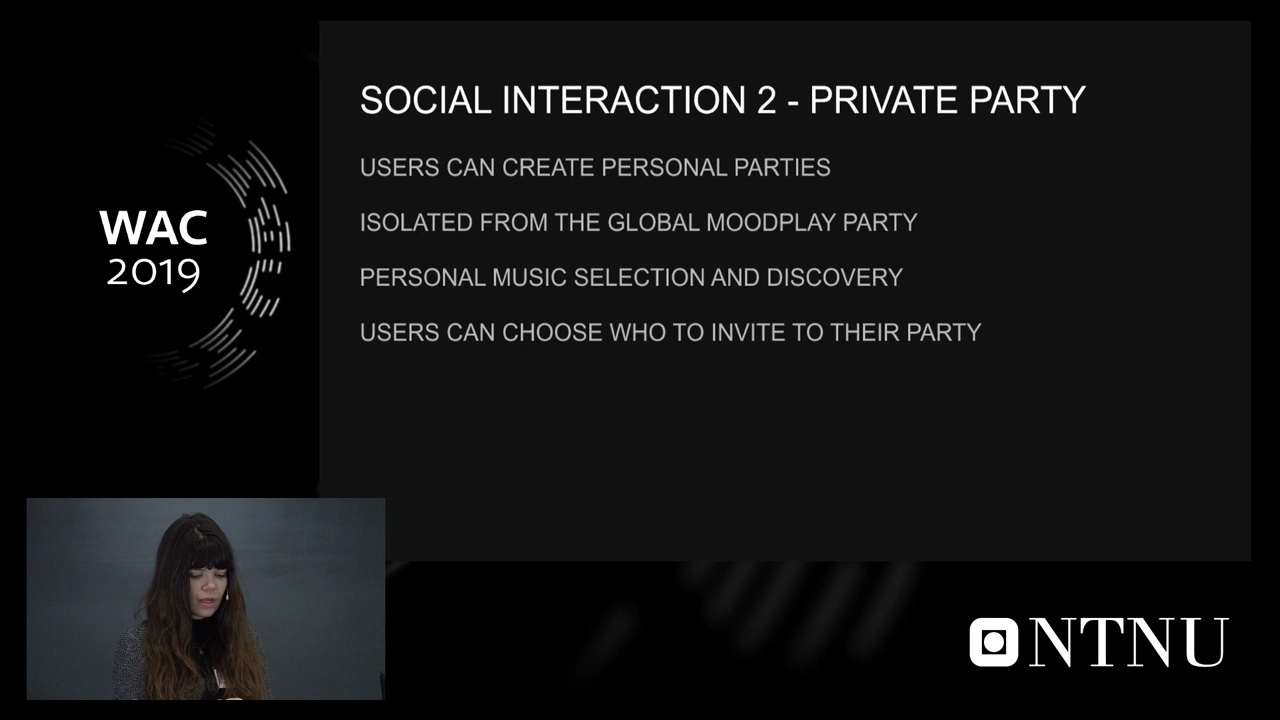 SOCIAL INTERACTION 2 - PRIVATE PARTY
USERS CAN CREATE PERSONAL PARTIES
ISOLATED FROM THE GLOBAL MOODPLAY PARTY
PERSONAL MUSIC SELECTION AND DISCOVERY
USERS CAN CHOOSE WHO TO INVITE TO THEIR PARTY
WAC
2019
NTNU